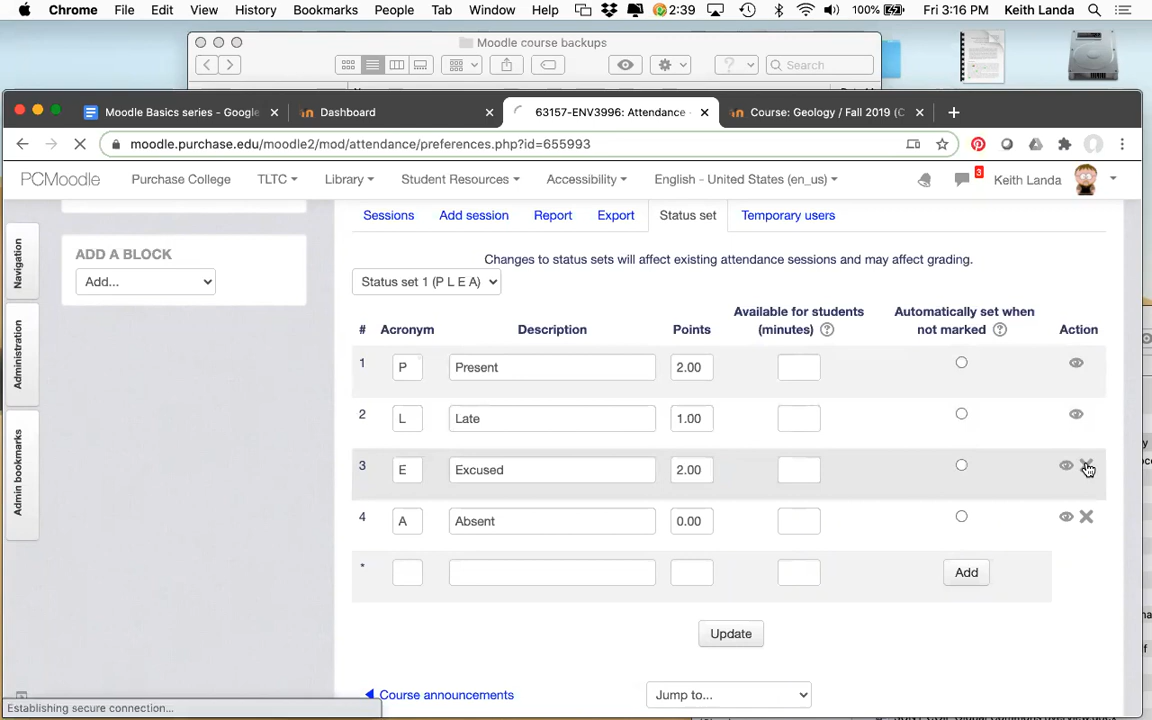 Chrome File Edit View History Bookmarks People Tab Window Help 2:39 100% Fri 3:16 PM Keith Landa
Moodle course backups
Search
Moodle Basics series - Google Dashboard 63157-ENV3996: Attendance - Course: Geology / Fall 2019 (C
moodle.purchase.edu/moodle2/mod/attendance/preferences.php?id=655993
PCMoodle Purchase College TLTC Library Student Resources Accessibility English - United States (en_us) 3 Keith Landa
Sessions Add session Report Export Status set Temporary users
Navigation
ADD A BLOCK
Add...
Changes to status sets will affect existing attendance sessions and may affect grading.
Status set 1 (P L E A)
Available for students Automatically set when
# Acronym Description Points (minutes) ? not marked ? Action
Administration
1 P Present 2.00
2 L Late 1.00
Admin bookmarks
3 E Excused 2.00
4 A Absent 0.00
* Add
Update
Course announcements Jump to...
Establishing secure connection...